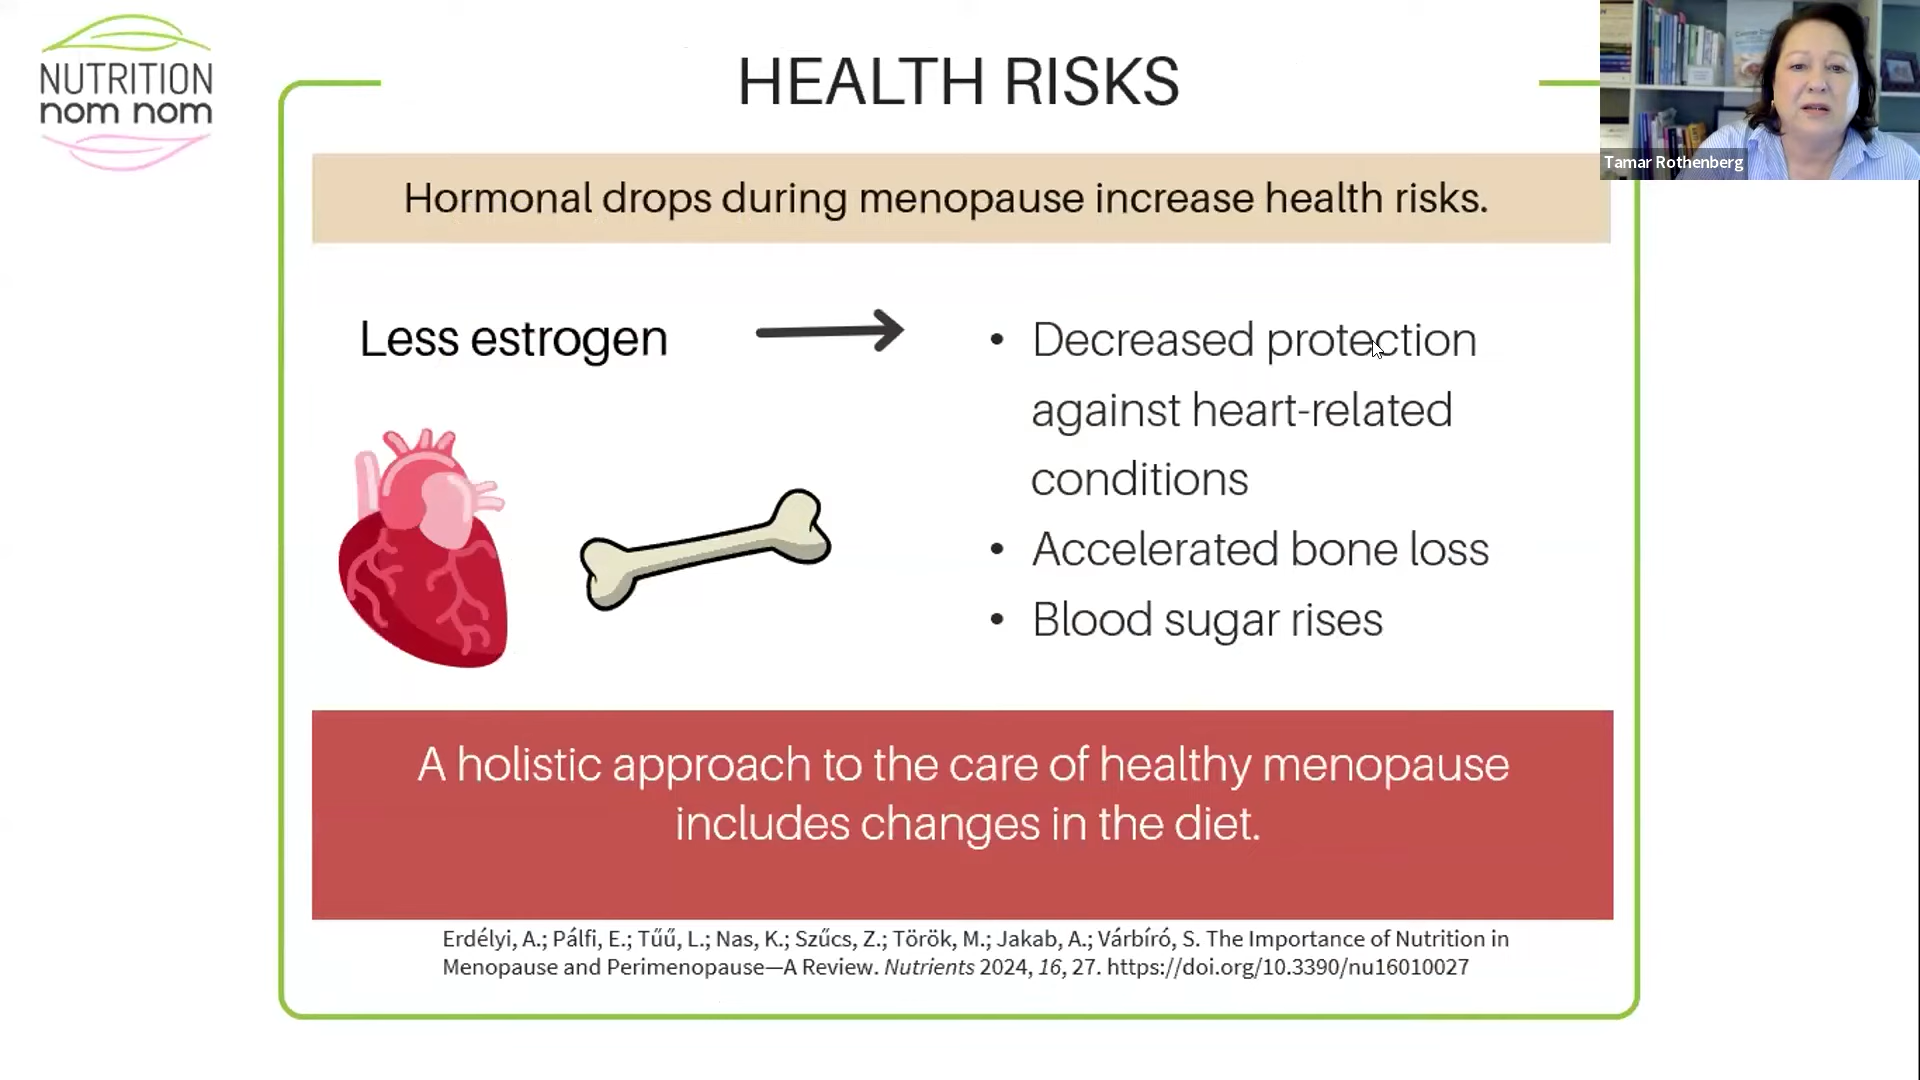 NUTRITION
nom nom
HEALTH RISKS
Tamar Rothenberg
Hormonal drops during menopause increase health risks.
Less estrogen
• Decreased protection
against heart-related
conditions
• Accelerated bone loss
• Blood sugar rises
A holistic approach to the care of healthy menopause
includes changes in the diet.
Erdélyi, A.; Pálfi, E.; Tűű, L.; Nas, K.; Szűcs, Z.; Török, M.; Jakab, A.; Várbíró, S. The Importance of Nutrition in
Menopause and Perimenopause—A Review. Nutrients 2024, 16, 27. https://doi.org/10.3390/nu16010027